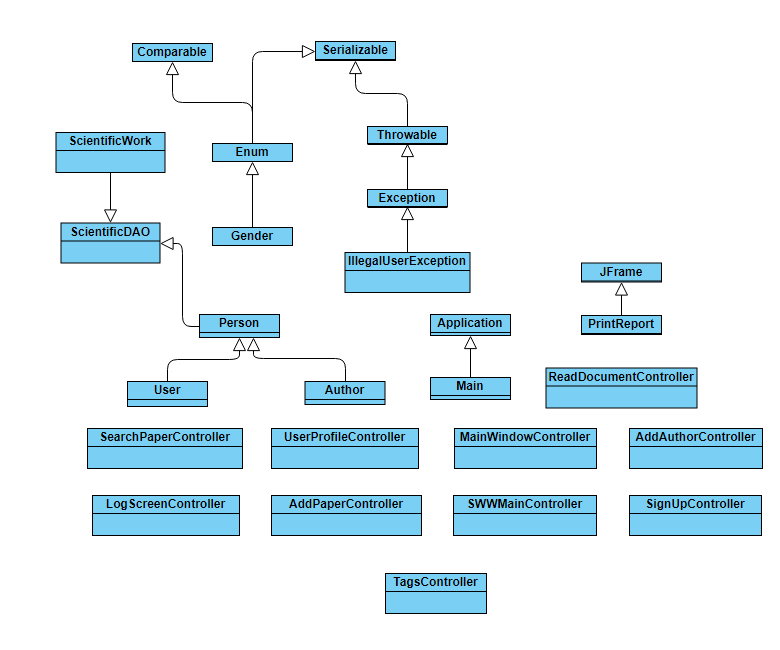 Comparable
Serializable
ScientificWork
Enum
Throwable
Exception
ScientificDAO
Gender
IllegalUserException
JFrame
Person
Application
PrintReport
User
Author
Main
ReadDocumentController
SearchPaperController
UserProfileController
MainWindowController
AddAuthorController
LogScreenController
AddPaperController
SWWMainController
SignUpController
TagsController